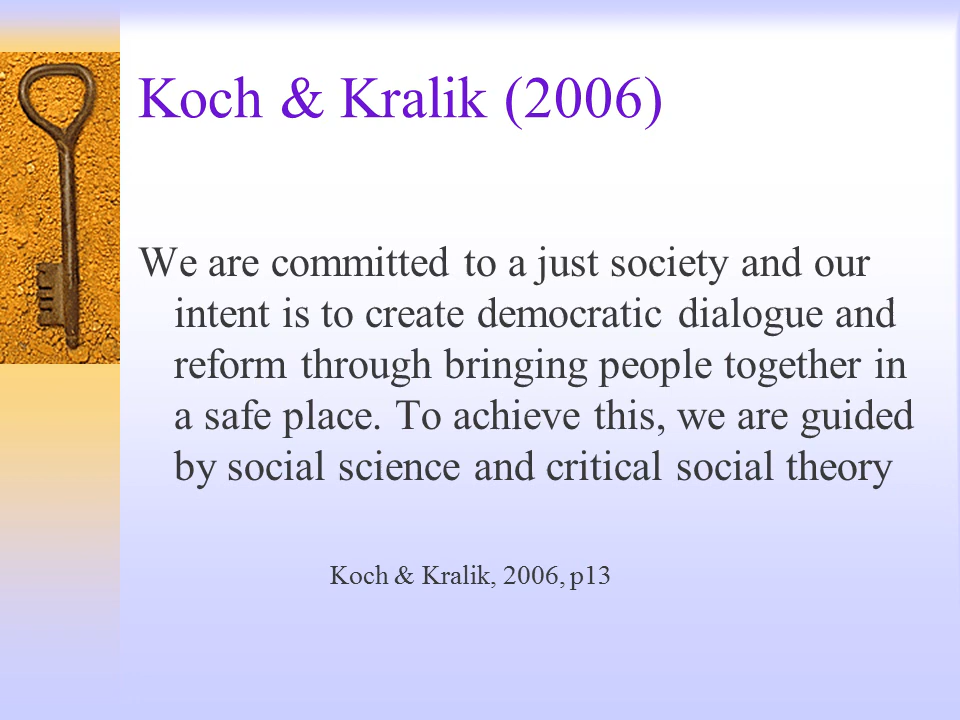 Koch & Kralik (2006)
We are committed to a just society and our
intent is to create democratic dialogue and
reform through bringing people together in
a safe place. To achieve this, we are guided
by social science and critical social theory
Koch & Kralik, 2006, p13